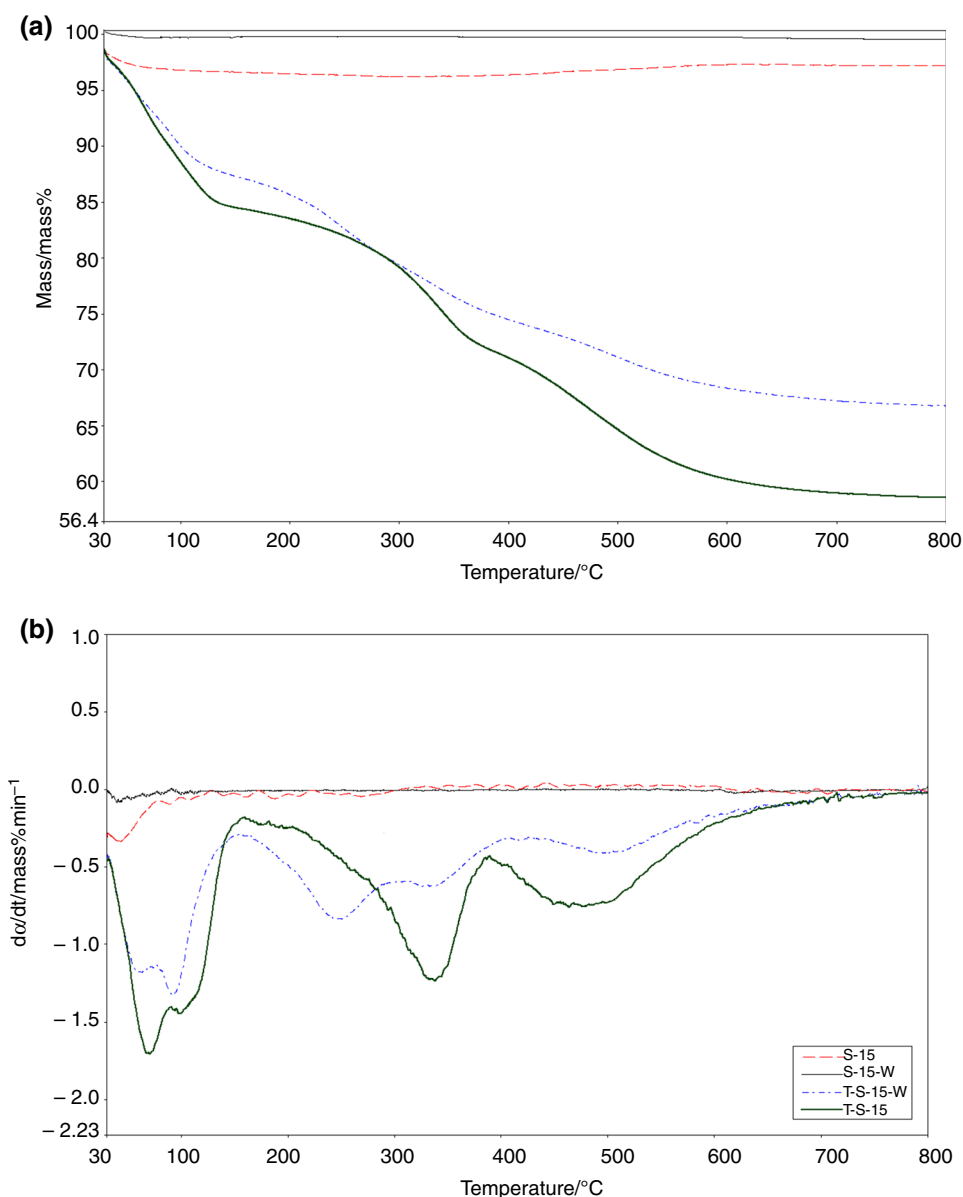 (a)
100
95
90
85
80
75
70
65
60
56.4
Mass/mass%
30 100 200 300 400 500 600 700 800
Temperature/°C
(b)
1.0
0.5
0.0
– 0.5
– 1.0
– 1.5
– 2.0
– 2.23
dα/dt/mass%min⁻¹
S-15
S-15-W
T-S-15-W
T-S-15
30 100 200 300 400 500 600 700 800
Temperature/°C